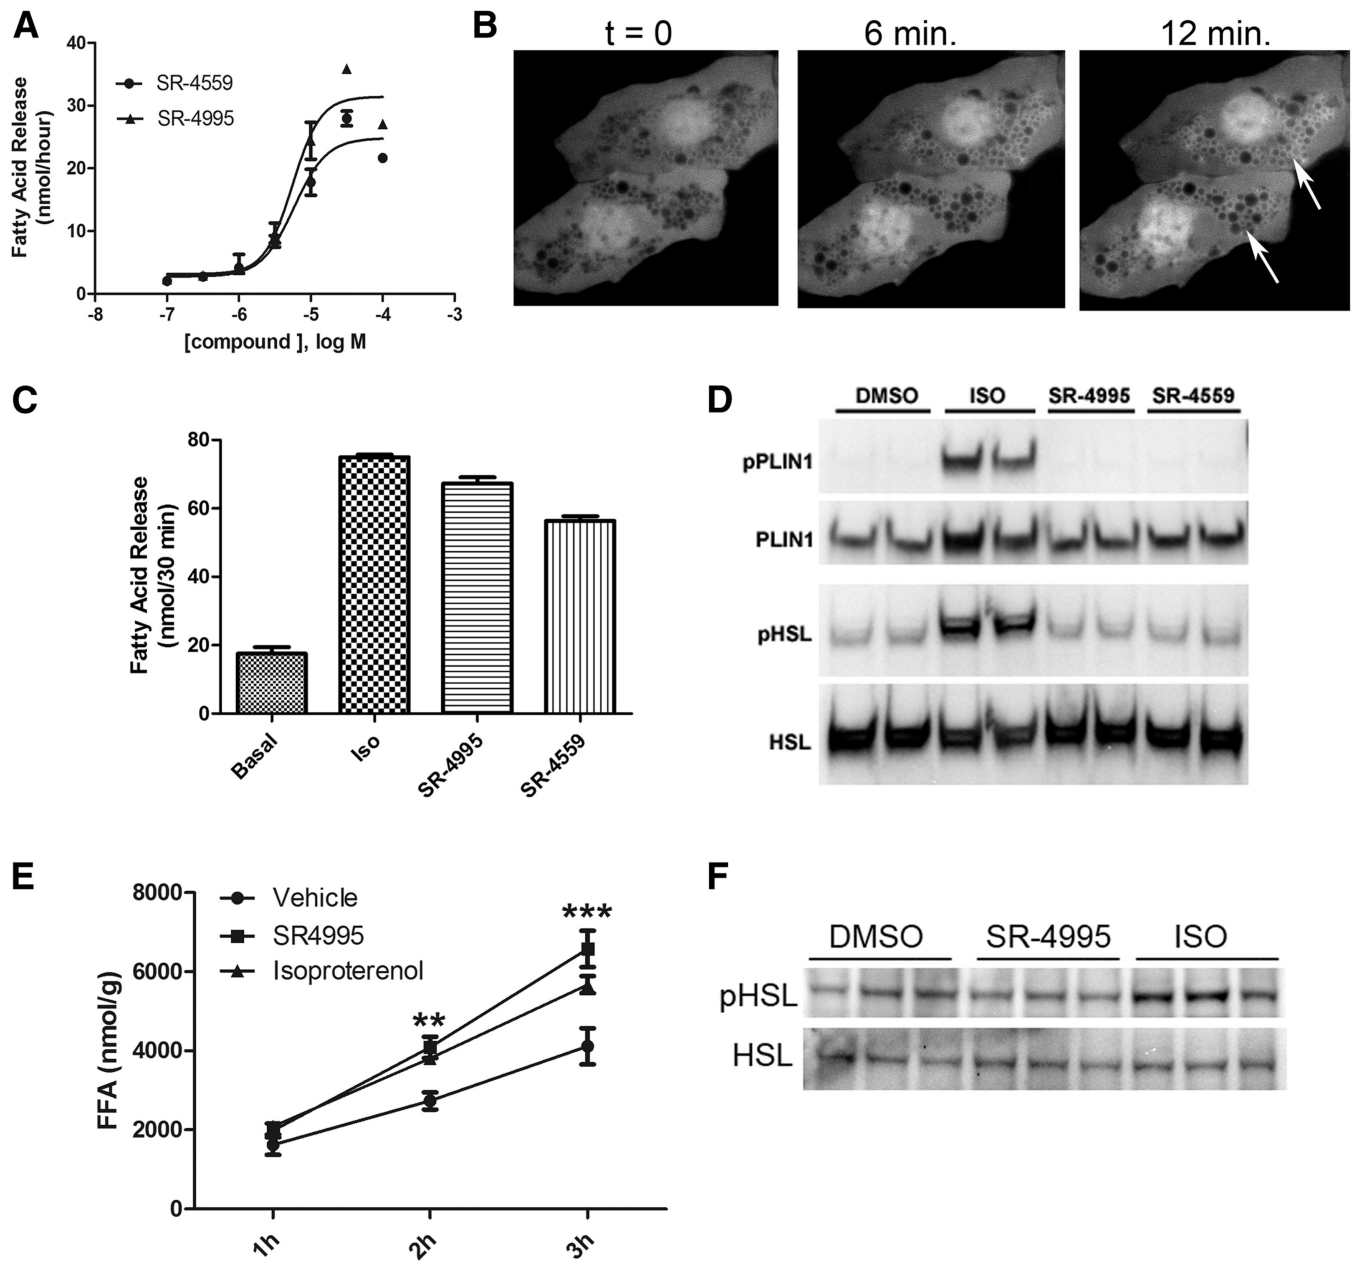 A
40
30
20
10
0
Fatty Acid Release
(nmol/hour)
SR-4559
SR-4995
-8
-7
-6
-5
-4
-3
[compound ], log M
B
t = 0
6 min.
12 min.
C
80
60
40
20
0
Fatty Acid Release
(nmol/30 min)
Basal
Iso
SR-4995
SR-4559
D
DMSO
ISO
SR-4995
SR-4559
pPLIN1
PLIN1
pHSL
HSL
E
8000
6000
4000
2000
0
FFA (nmol/g)
Vehicle
SR4995
Isoproterenol
**
***
1h
2h
3h
F
DMSO
SR-4995
ISO
pHSL
HSL